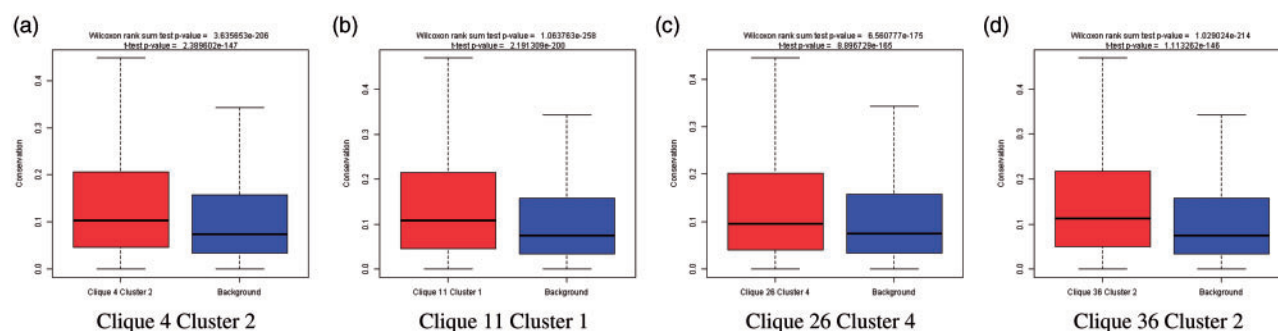 (a)
Wilcoxon rank sum test p-value = 3.635653e-206
t-test p-value = 2.389602e-147
Conservation
0.0 0.1 0.2 0.3 0.4
Clique 4 Cluster 2 Background
Clique 4 Cluster 2
(b)
Wilcoxon rank sum test p-value = 1.063763e-258
t-test p-value = 2.191309e-200
Conservation
0.0 0.1 0.2 0.3 0.4
Clique 11 Cluster 1 Background
Clique 11 Cluster 1
(c)
Wilcoxon rank sum test p-value = 6.560777e-175
t-test p-value = 8.896729e-165
Conservation
0.0 0.1 0.2 0.3 0.4
Clique 26 Cluster 4 Background
Clique 26 Cluster 4
(d)
Wilcoxon rank sum test p-value = 1.029024e-214
t-test p-value = 1.113262e-146
Conservation
0.0 0.1 0.2 0.3 0.4
Clique 36 Cluster 2 Background
Clique 36 Cluster 2